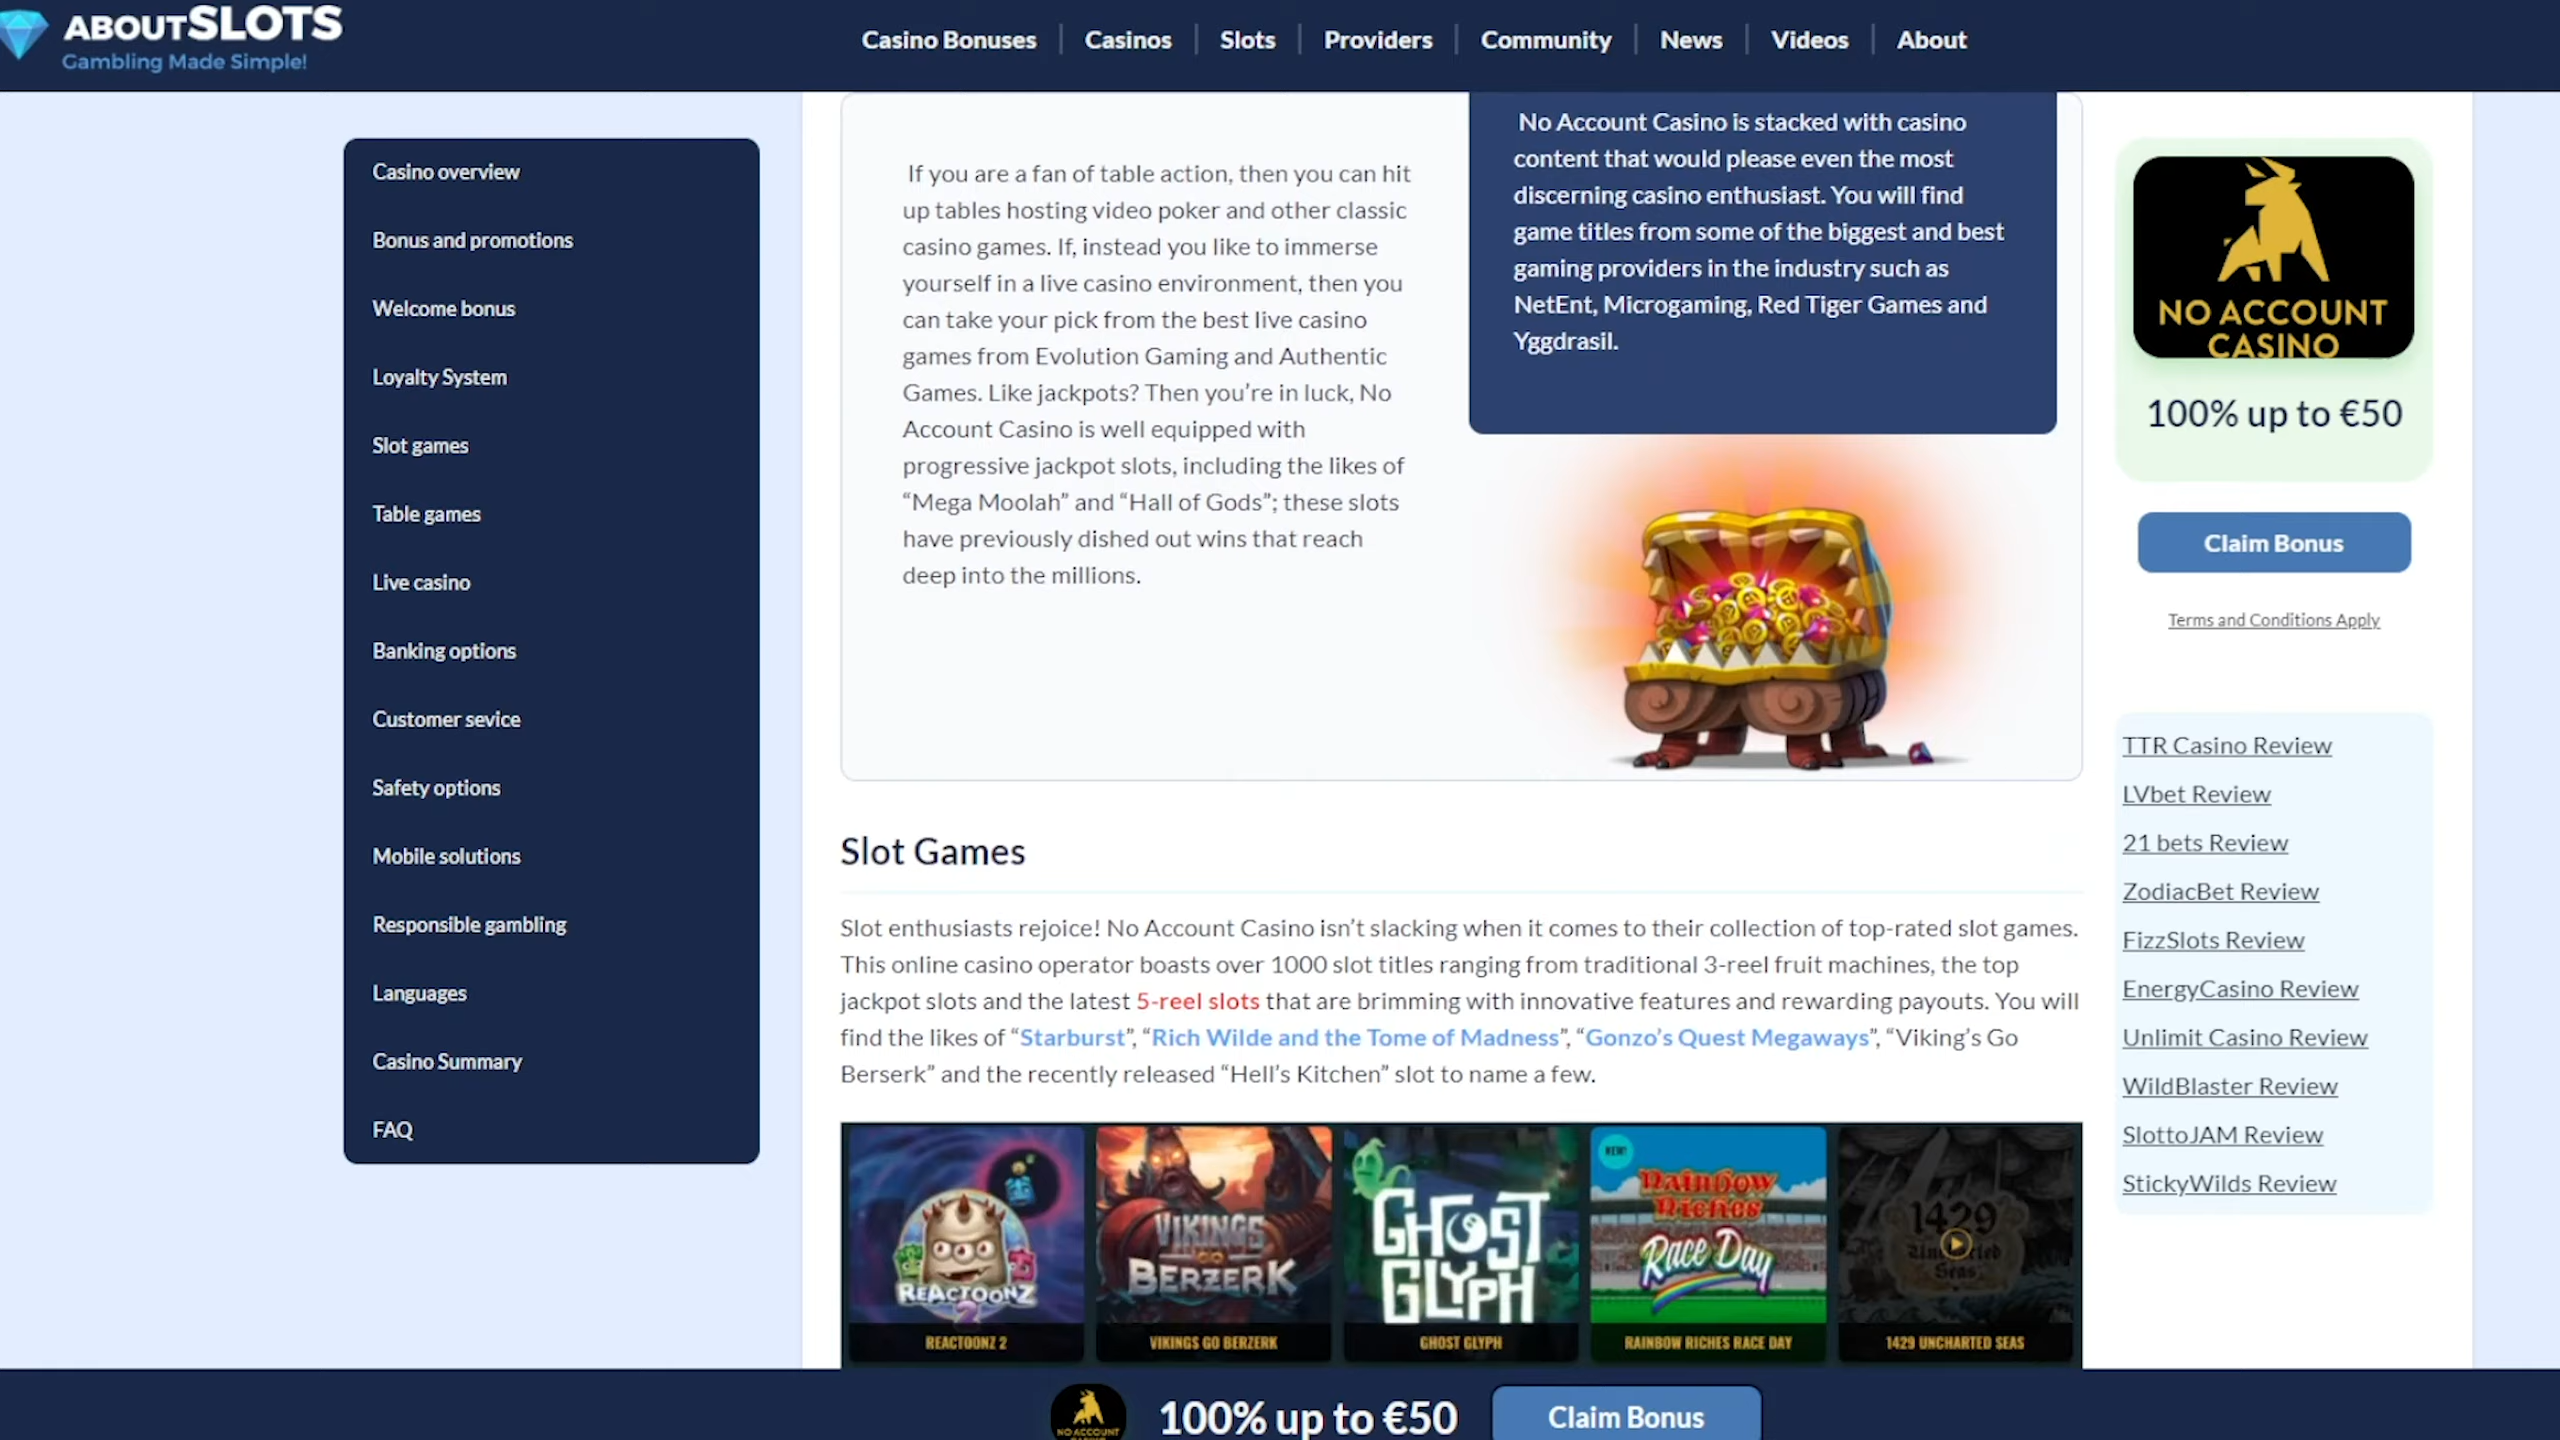 ABOUTSLOTS
Gambling Made Simple!
Casino Bonuses
Casinos
Slots
Providers
Community
News
Videos
About
Casino overview
Bonus and promotions
Welcome bonus
Loyalty System
Slot games
Table games
Live casino
Banking options
Customer sevice
Safety options
Mobile solutions
Responsible gambling
Languages
Casino Summary
FAQ
If you are a fan of table action, then you can hit
up tables hosting video poker and other classic
casino games. If, instead you like to immerse
yourself in a live casino environment, then you
can take your pick from the best live casino
games from Evolution Gaming and Authentic
Games. Like jackpots? Then you’re in luck, No
Account Casino is well equipped with
progressive jackpot slots, including the likes of
“Mega Moolah” and “Hall of Gods”; these slots
have previously dished out wins that reach
deep into the millions.
No Account Casino is stacked with casino
content that would please even the most
discerning casino enthusiast. You will find
game titles from some of the biggest and best
gaming providers in the industry such as
NetEnt, Microgaming, Red Tiger Games and
Yggdrasil.
Slot Games
Slot enthusiasts rejoice! No Account Casino isn’t slacking when it comes to their collection of top-rated slot games.
This online casino operator boasts over 1000 slot titles ranging from traditional 3-reel fruit machines, the top
jackpot slots and the latest 5-reel slots that are brimming with innovative features and rewarding payouts. You will
find the likes of “Starburst”, “Rich Wilde and the Tome of Madness”, “Gonzo’s Quest Megaways”, “Viking’s Go
Berserk” and the recently released “Hell’s Kitchen” slot to name a few.
REACTOONZ
2
REACTOONZ 2
VIKINGS
GO
BERZERK
VIKINGS GO BERZERK
GHOST
GLYPH
GHOST GLYPH
NEW!
Rainbow
Riches
Race Day
RAINBOW RICHES RACE DAY
1429
Uncharted
Seas
1429 UNCHARTED SEAS
NO ACCOUNT
CASINO
100% up to €50
Claim Bonus
Terms and Conditions Apply
TTR Casino Review
LVbet Review
21 bets Review
ZodiacBet Review
FizzSlots Review
EnergyCasino Review
Unlimit Casino Review
WildBlaster Review
SlottoJAM Review
StickyWilds Review
NO ACCOUNT
CASINO
100% up to €50
Claim Bonus